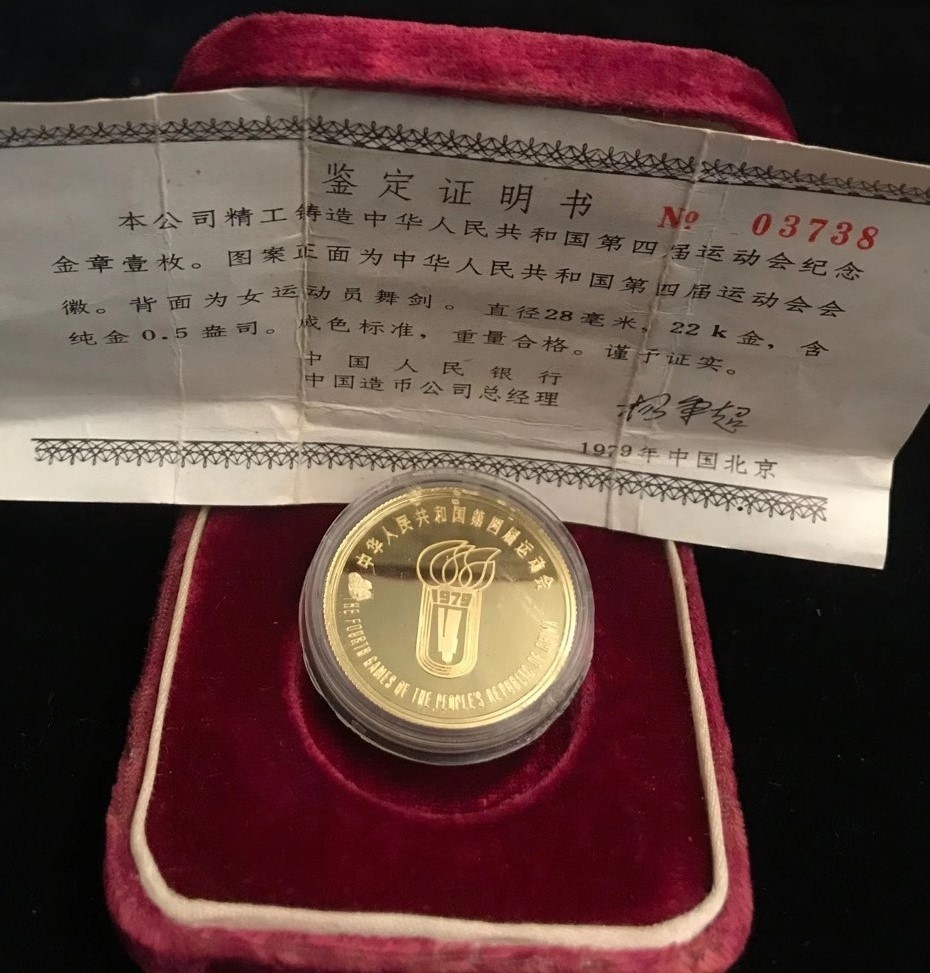 鉴定证明书
№ 03738
本公司精工铸造中华人民共和国第四届运动会纪念
金章壹枚。图案正面为中华人民共和国第四届运动会会
徽。背面为女运动员舞剑。直径28毫米，22k金，含
纯金0.5盎司。成色标准，重量合格。谨予证实。
中国人民银行
中国造币公司总经理 杨秉超
1979年中国北京
中华人民共和国第四届运动会
1979
THE FOURTH GAMES OF THE PEOPLE'S REPUBLIC OF CHINA